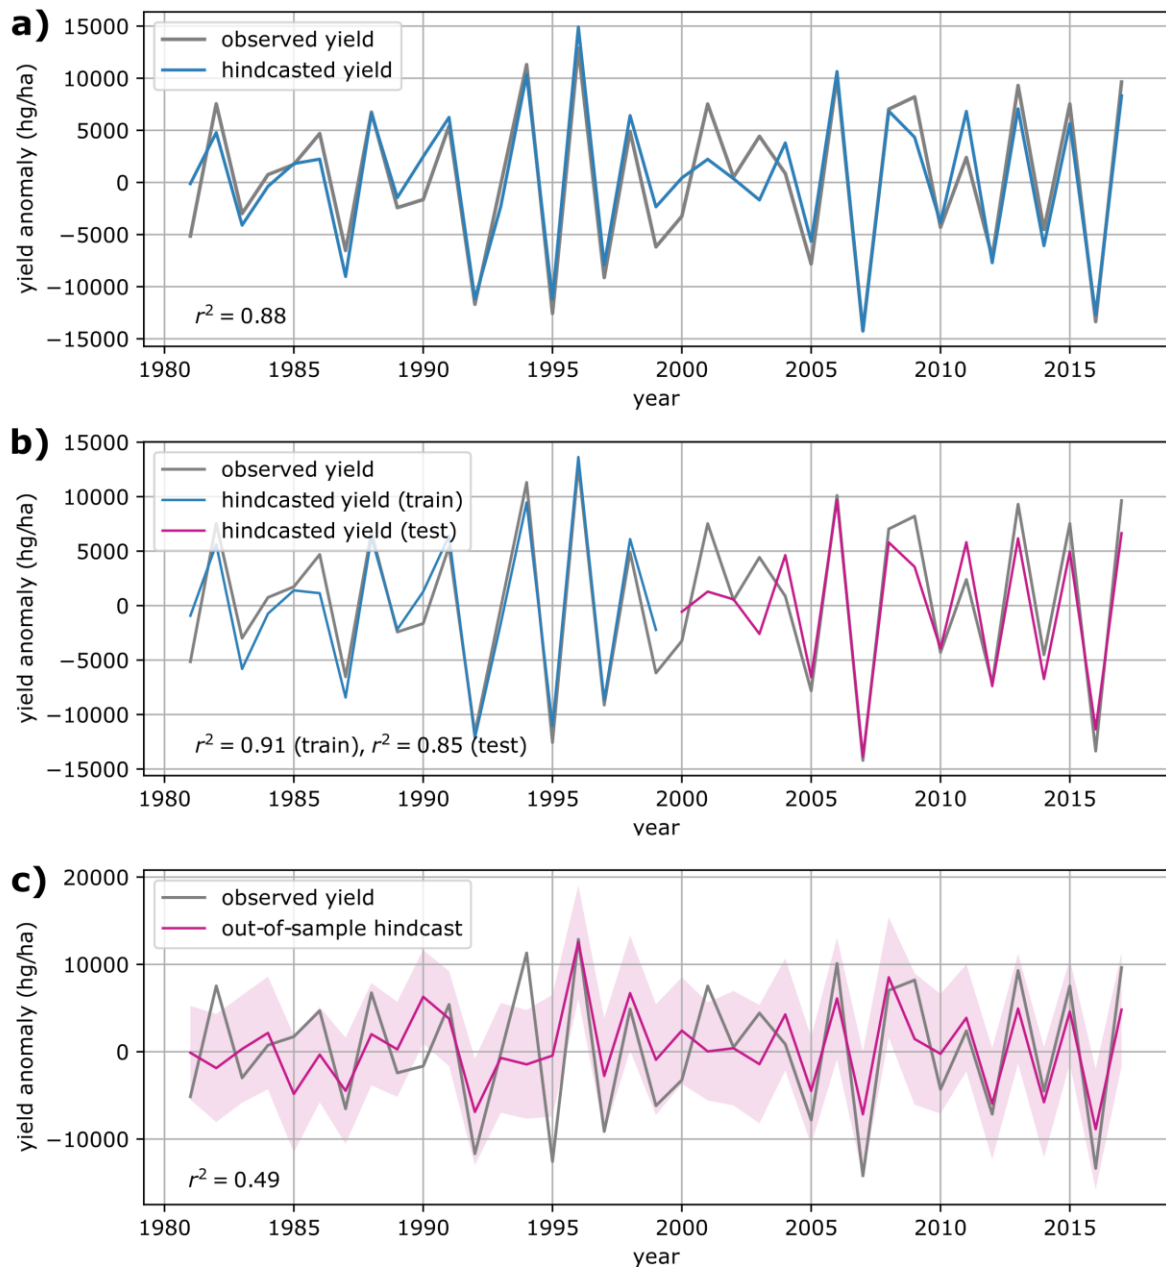 a)
15000
10000
5000
0
−5000
−10000
−15000
yield anomaly (hg/ha)
observed yield
hindcasted yield
r² = 0.88
1980 1985 1990 1995 2000 2005 2010 2015
year
b)
15000
10000
5000
0
−5000
−10000
−15000
yield anomaly (hg/ha)
observed yield
hindcasted yield (train)
hindcasted yield (test)
r² = 0.91 (train), r² = 0.85 (test)
1980 1985 1990 1995 2000 2005 2010 2015
year
c)
20000
10000
0
−10000
yield anomaly (hg/ha)
observed yield
out-of-sample hindcast
r² = 0.49
1980 1985 1990 1995 2000 2005 2010 2015
year